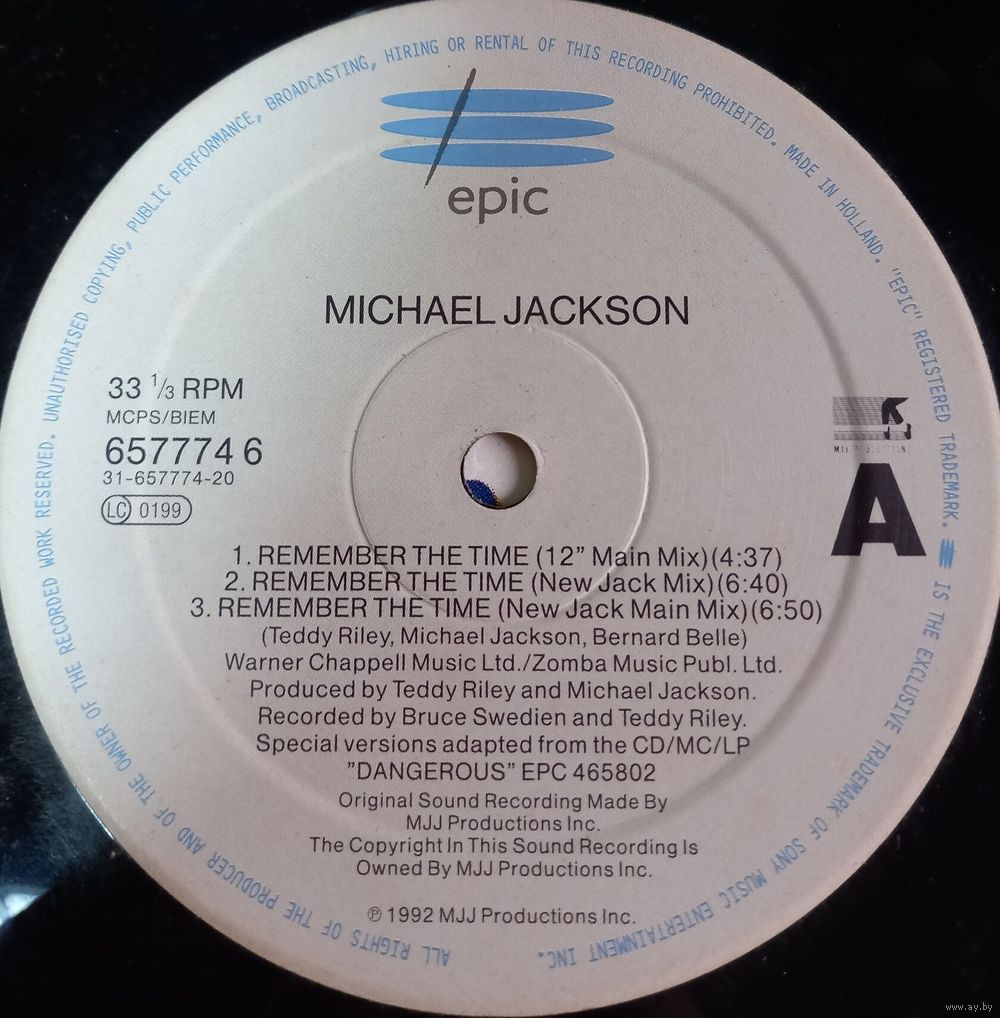 ALL RIGHTS OF THE PRODUCER AND OF THE OWNER OF THE RECORDED WORK RESERVED. UNAUTHORISED COPYING, PUBLIC PERFORMANCE, BROADCASTING, HIRING OR RENTAL OF THIS RECORDING PROHIBITED. MADE IN HOLLAND. "EPIC" REGISTERED TRADEMARK. IS THE EXCLUSIVE TRADEMARK OF SONY MUSIC ENTERTAINMENT INC.
epic
MICHAEL JACKSON
33 1/3 RPM
MCPS/BIEM
657774 6
31-657774-20
LC 0199
MJJ PRODUCTIONS
A
1. REMEMBER THE TIME (12” Main Mix)(4:37)
2. REMEMBER THE TIME (New Jack Mix)(6:40)
3. REMEMBER THE TIME (New Jack Main Mix)(6:50)
(Teddy Riley, Michael Jackson, Bernard Belle)
Warner Chappell Music Ltd./Zomba Music Publ. Ltd.
Produced by Teddy Riley and Michael Jackson.
Recorded by Bruce Swedien and Teddy Riley.
Special versions adapted from the CD/MC/LP
”DANGEROUS” EPC 465802
Original Sound Recording Made By
MJJ Productions Inc.
The Copyright In This Sound Recording Is
Owned By MJJ Productions Inc.
℗ 1992 MJJ Productions Inc.
www.ay.by